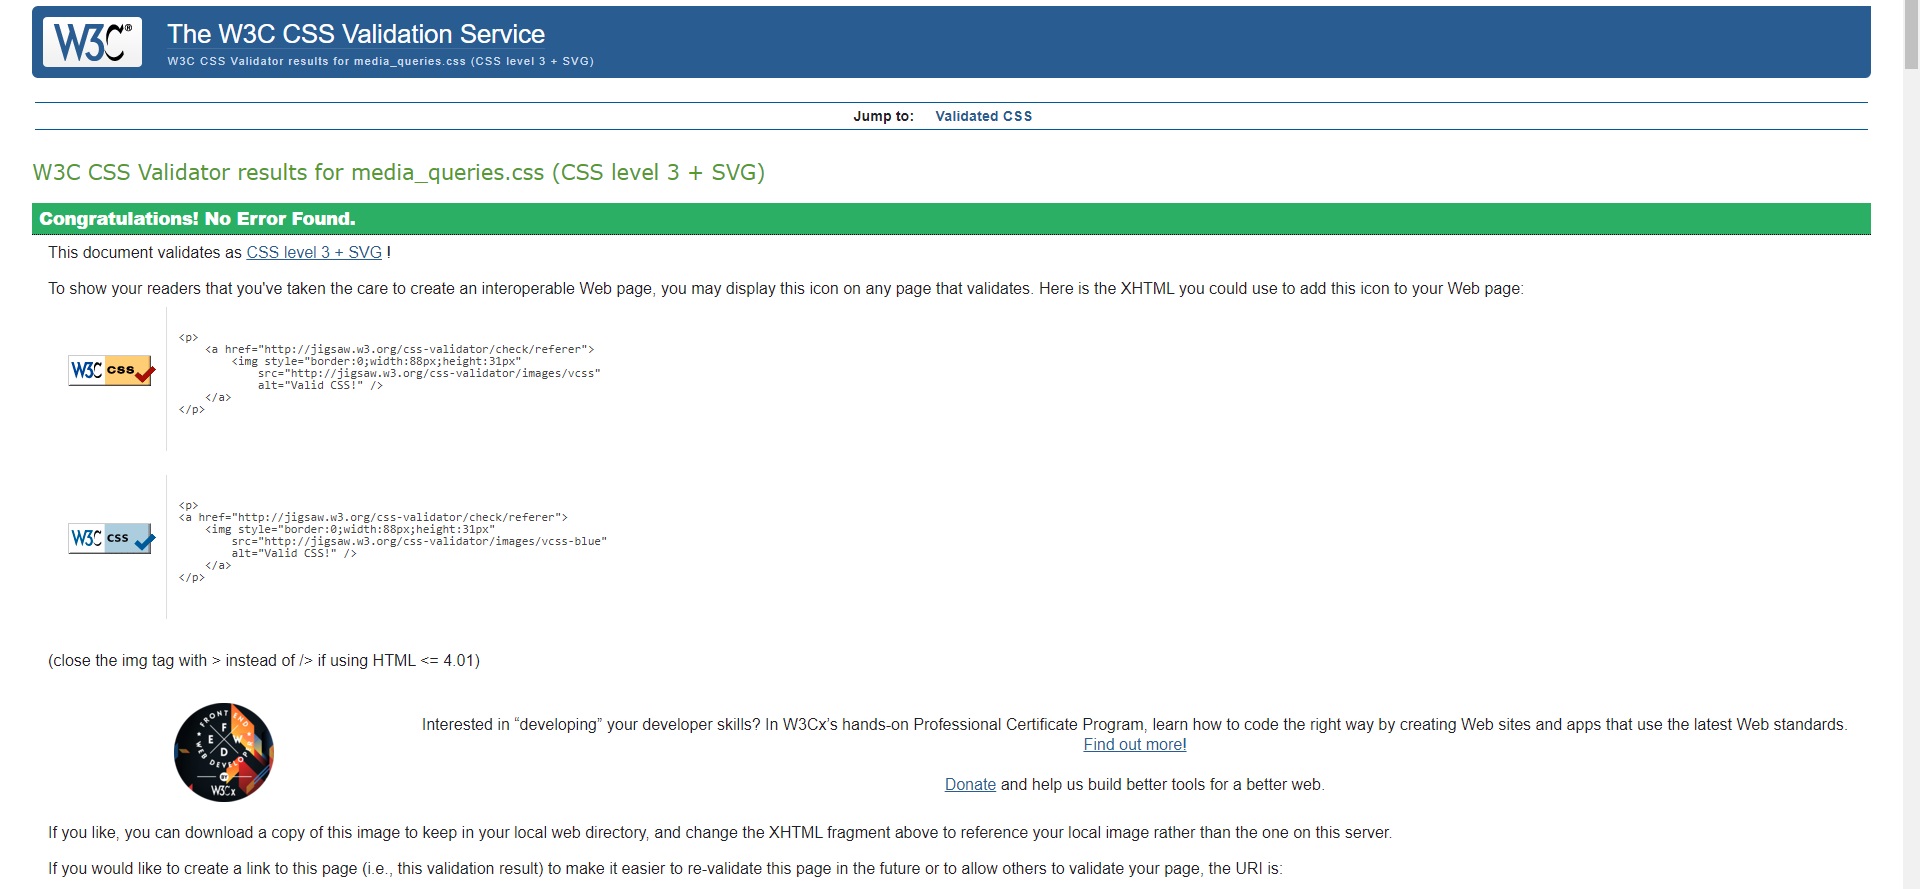 W3C®
The W3C CSS Validation Service
W3C CSS Validator results for media_queries.css (CSS level 3 + SVG)
Jump to: Validated CSS
W3C CSS Validator results for media_queries.css (CSS level 3 + SVG)
Congratulations! No Error Found.
This document validates as CSS level 3 + SVG !
To show your readers that you've taken the care to create an interoperable Web page, you may display this icon on any page that validates. Here is the XHTML you could use to add this icon to your Web page:
W3C css
<p>
<a href="http://jigsaw.w3.org/css-validator/check/referer">
<img style="border:0;width:88px;height:31px"
src="http://jigsaw.w3.org/css-validator/images/vcss"
alt="Valid CSS!" />
</a>
</p>
W3C css
<p>
<a href="http://jigsaw.w3.org/css-validator/check/referer">
<img style="border:0;width:88px;height:31px"
src="http://jigsaw.w3.org/css-validator/images/vcss-blue"
alt="Valid CSS!" />
</a>
</p>
(close the img tag with > instead of /> if using HTML <= 4.01)
FRONT END
F
E W
D
WEB DEVELOPER
BY
W3Cx
Interested in “developing” your developer skills? In W3Cx’s hands-on Professional Certificate Program, learn how to code the right way by creating Web sites and apps that use the latest Web standards.
Find out more!
Donate and help us build better tools for a better web.
If you like, you can download a copy of this image to keep in your local web directory, and change the XHTML fragment above to reference your local image rather than the one on this server.
If you would like to create a link to this page (i.e., this validation result) to make it easier to re-validate this page in the future or to allow others to validate your page, the URI is: